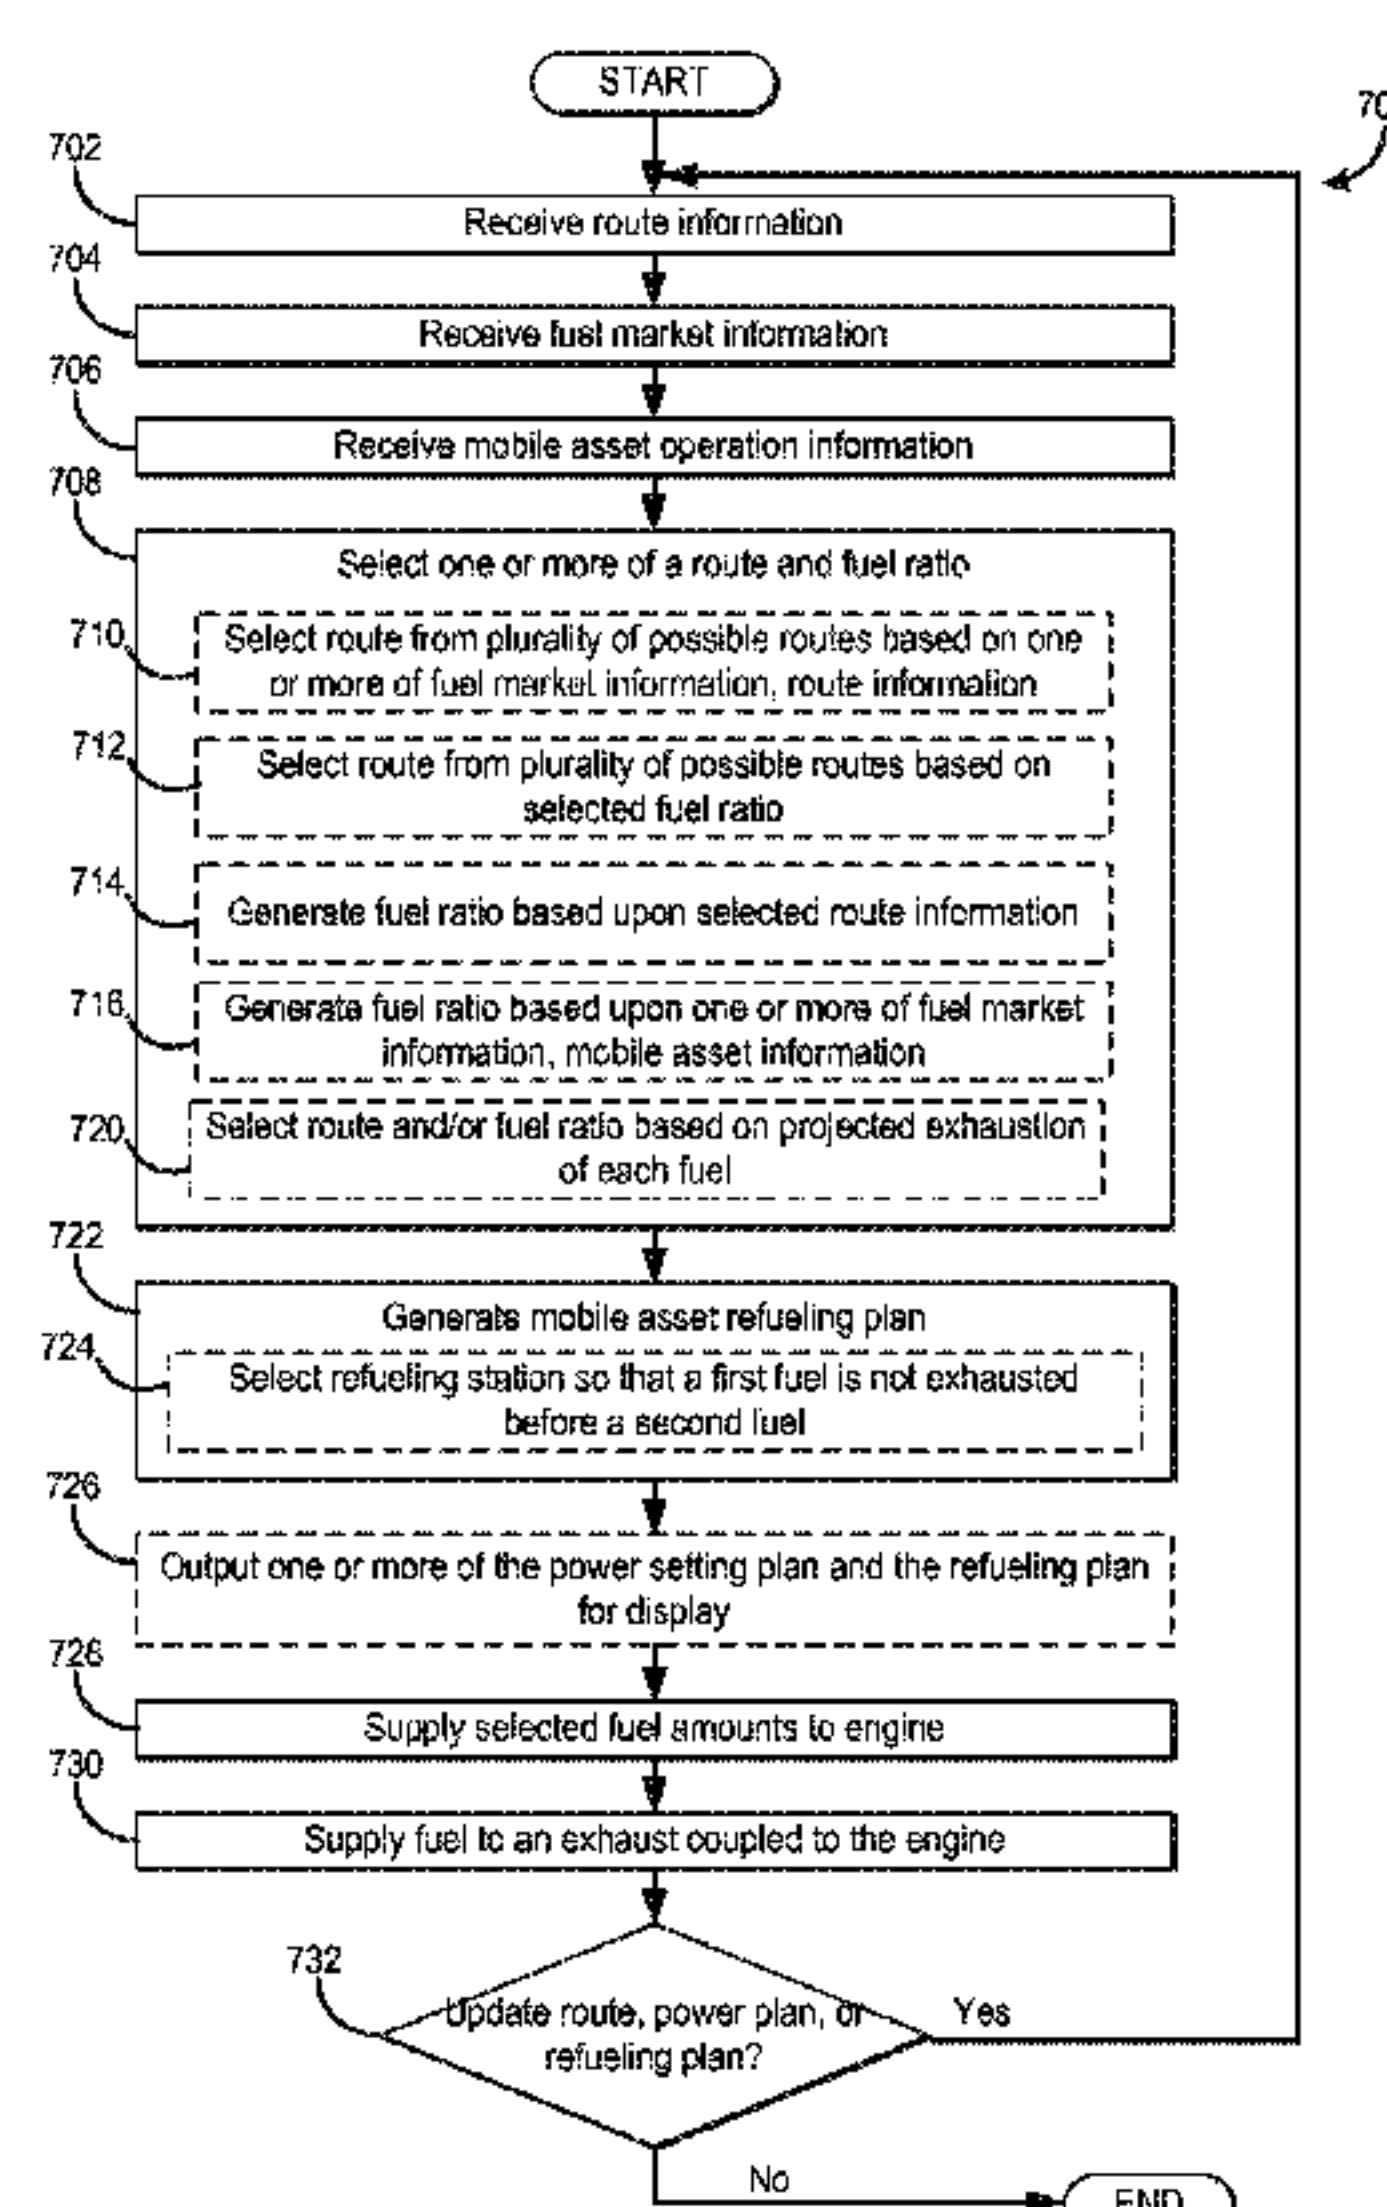 START
70
702
Receive route information
704
Receive fuel market information
706
Receive mobile asset operation information
708
Select one or more of a route and fuel ratio
710
Select route from plurality of possible routes based on one
or more of fuel market information, route information
712
Select route from plurality of possible routes based on
selected fuel ratio
714
Generate fuel ratio based upon selected route information
716
Generate fuel ratio based upon one or more of fuel market
information, mobile asset information
720
Select route and/or fuel ratio based on projected exhaustion
of each fuel
722
Generate mobile asset refueling plan
724
Select refueling station so that a first fuel is not exhausted
before a second fuel
726
Output one or more of the power setting plan and the refueling plan
for display
728
Supply selected fuel amounts to engine
730
Supply fuel to an exhaust coupled to the engine
732
Update route, power plan, or
refueling plan?
Yes
No
END